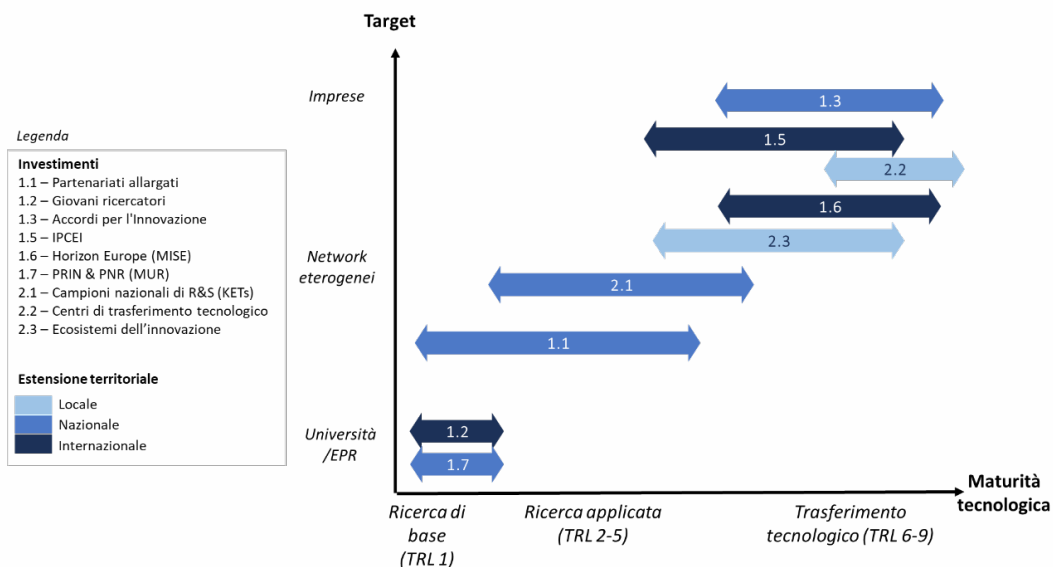 Target
Imprese
1.3
Legenda
1.5
Investimenti
1.1 – Partenariati allargati
1.2 – Giovani ricercatori
1.3 – Accordi per l'Innovazione
1.5 – IPCEI
1.6 – Horizon Europe (MISE)
1.7 – PRIN & PNR (MUR)
2.1 – Campioni nazionali di R&S (KETs)
2.2 – Centri di trasferimento tecnologico
2.3 – Ecosistemi dell’innovazione
2.2
1.6
2.3
Network
eterogenei
2.1
1.1
Estensione territoriale
Locale
Nazionale
Internazionale
Università
/EPR
1.2
1.7
Maturità
tecnologica
Ricerca di
base
(TRL 1)
Ricerca applicata
(TRL 2-5)
Trasferimento
tecnologico (TRL 6-9)